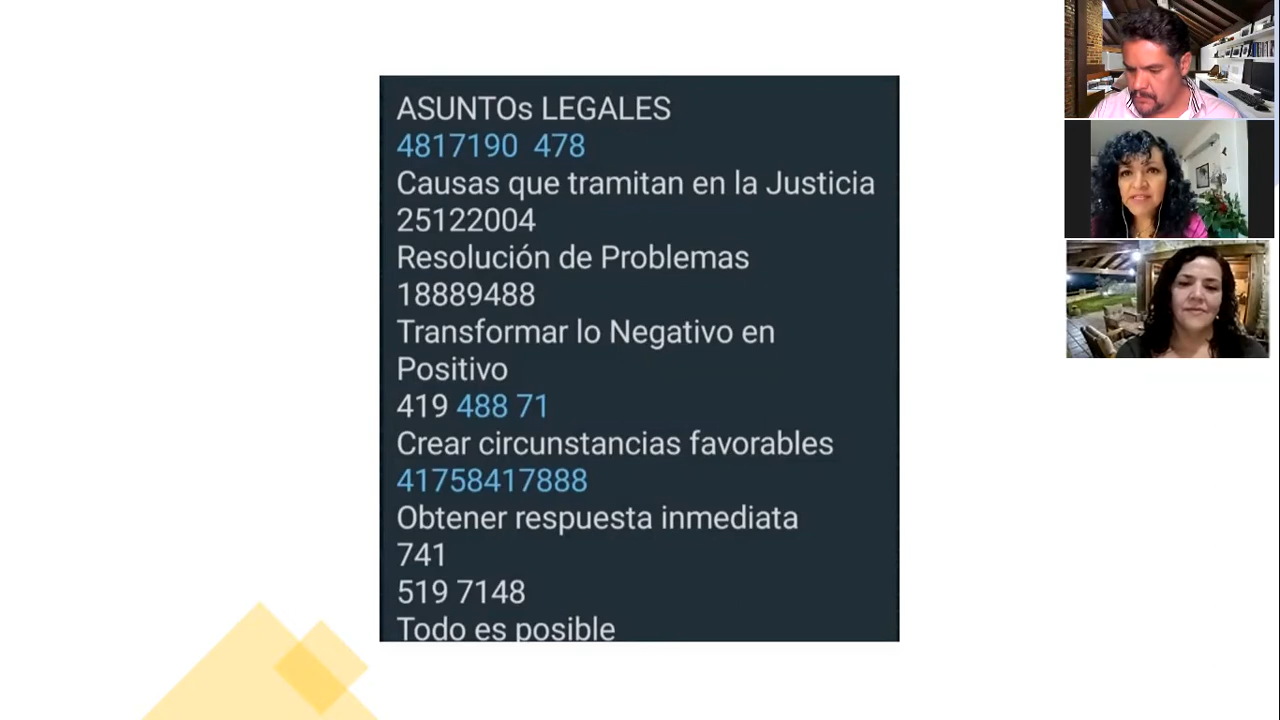 ASUNTOs LEGALES
4817190 478
Causas que tramitan en la Justicia
25122004
Resolución de Problemas
18889488
Transformar lo Negativo en
Positivo
419 488 71
Crear circunstancias favorables
41758417888
Obtener respuesta inmediata
741
519 7148
Todo es posible